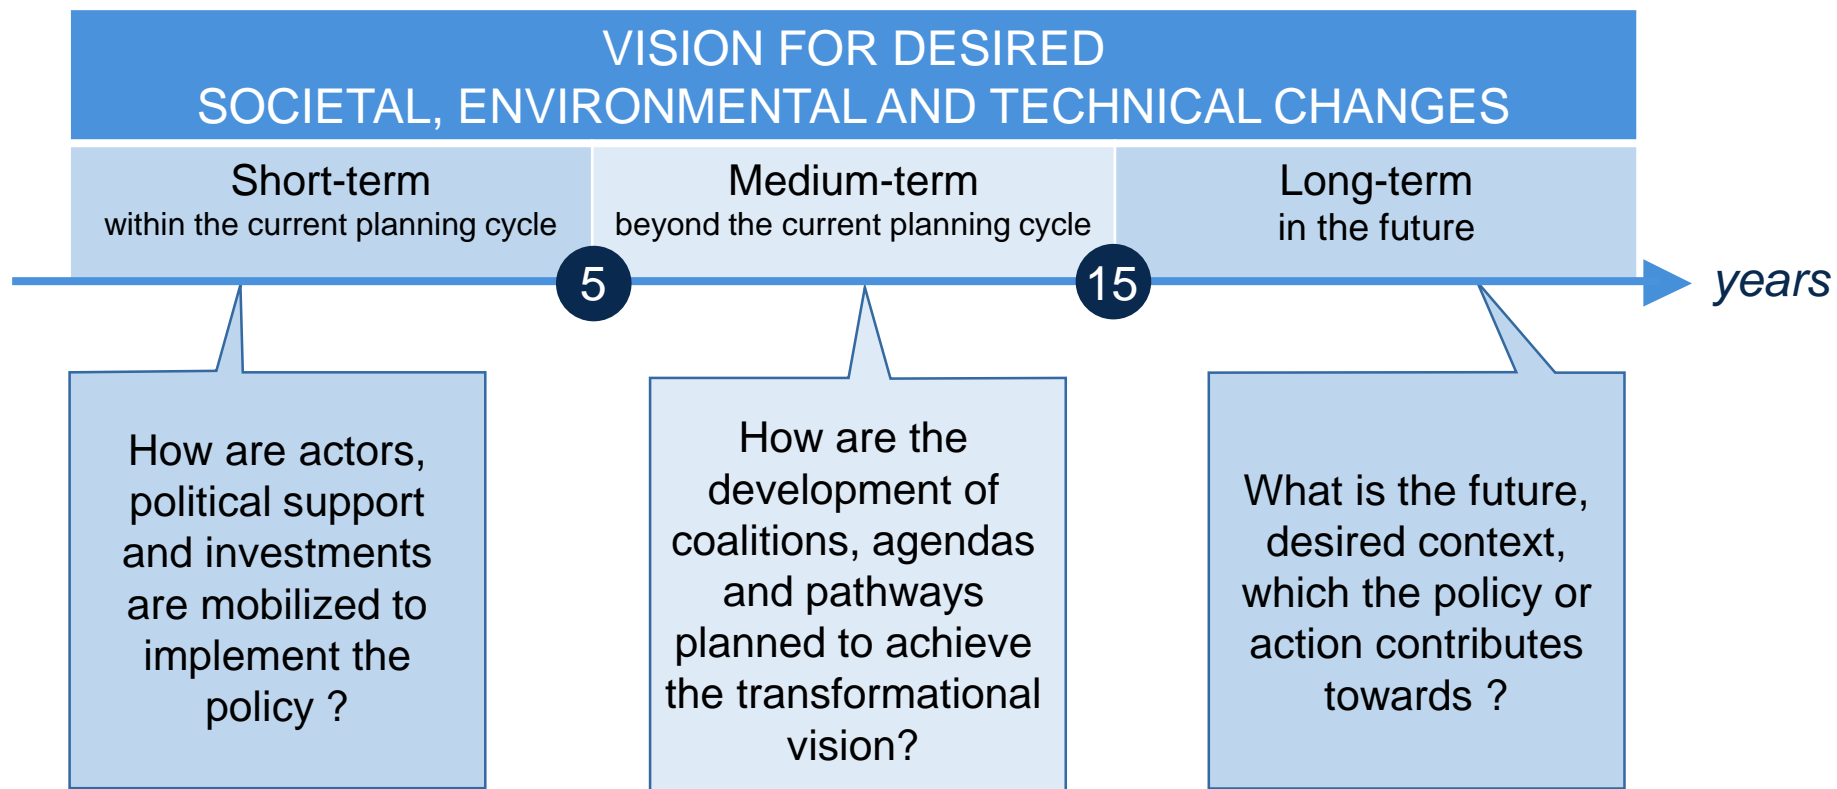 VISION FOR DESIRED
SOCIETAL, ENVIRONMENTAL AND TECHNICAL CHANGES
Short-term
within the current planning cycle
Medium-term
beyond the current planning cycle
Long-term
in the future
5
15
years
How are actors,
political support
and investments
are mobilized to
implement the
policy ?
How are the
development of
coalitions, agendas
and pathways
planned to achieve
the transformational
vision?
What is the future,
desired context,
which the policy or
action contributes
towards ?